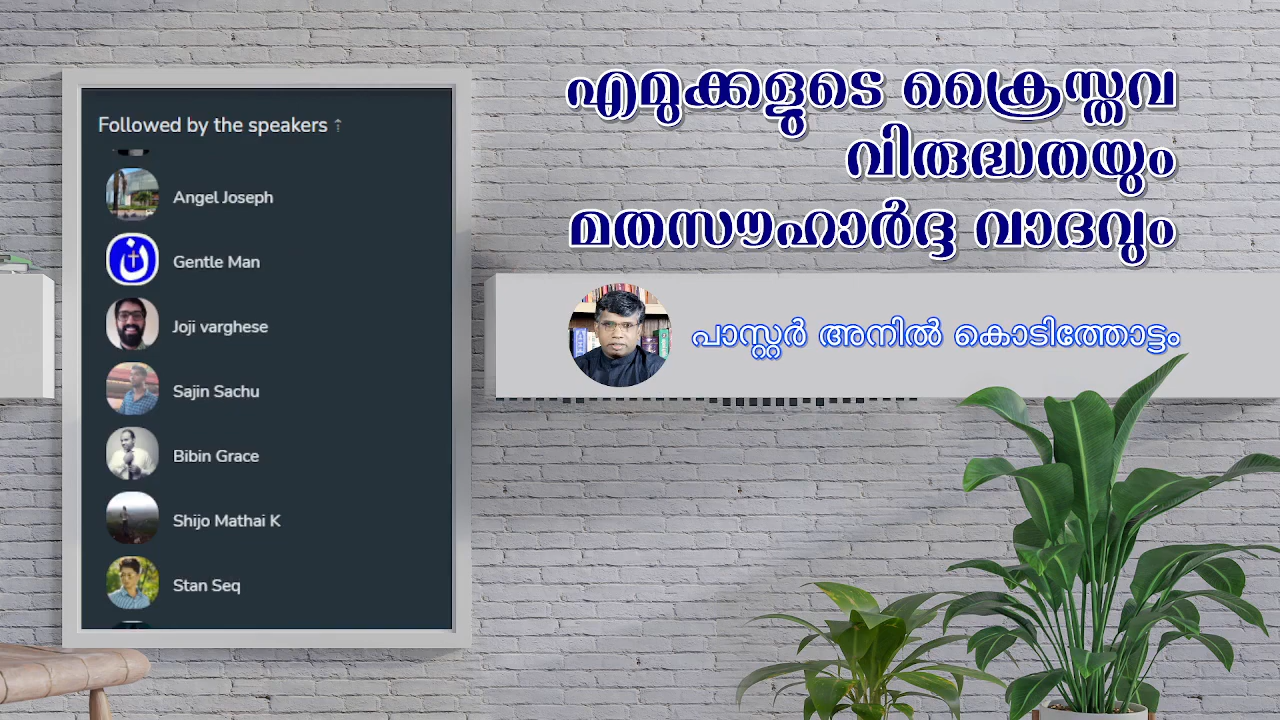 Followed by the speakers ↑
Angel Joseph
Gentle Man
Joji varghese
Sajin Sachu
Bibin Grace
Shijo Mathai K
Stan Seq
എമുക്കളുടെ ക്രൈസ്തവ
വിരുദ്ധതയും
മതസൗഹാർദ്ദ വാദവും
പാസ്റ്റർ അനിൽ കൊടിത്തോട്ടം